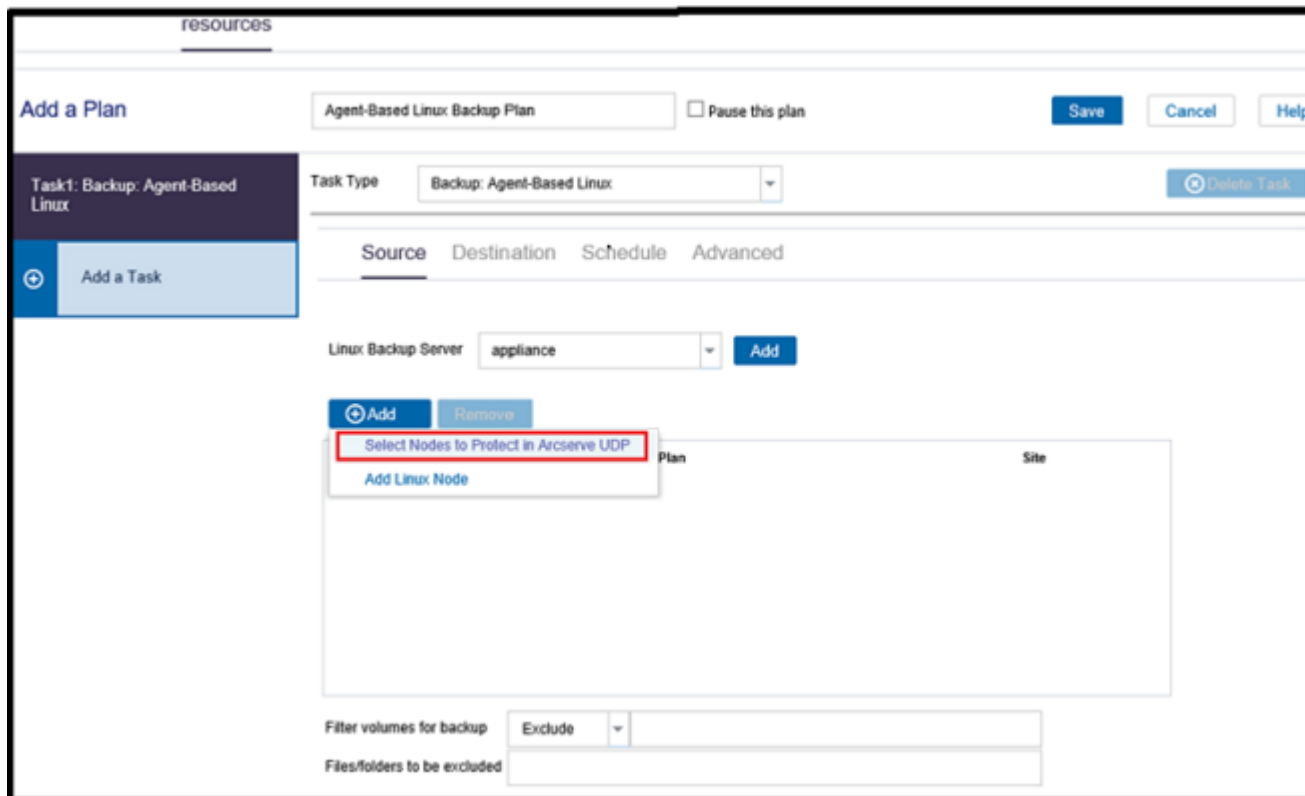 resources
Add a Plan
Agent-Based Linux Backup Plan
Pause this plan
Save
Cancel
Help
Task1: Backup: Agent-Based
Linux
Add a Task
Task Type
Backup: Agent-Based Linux
Delete Task
Source Destination Schedule Advanced
Linux Backup Server
appliance
Add
Add
Remove
Select Nodes to Protect in Arcserve UDP
Add Linux Node
Plan
Site
Filter volumes for backup
Exclude
Files/folders to be excluded